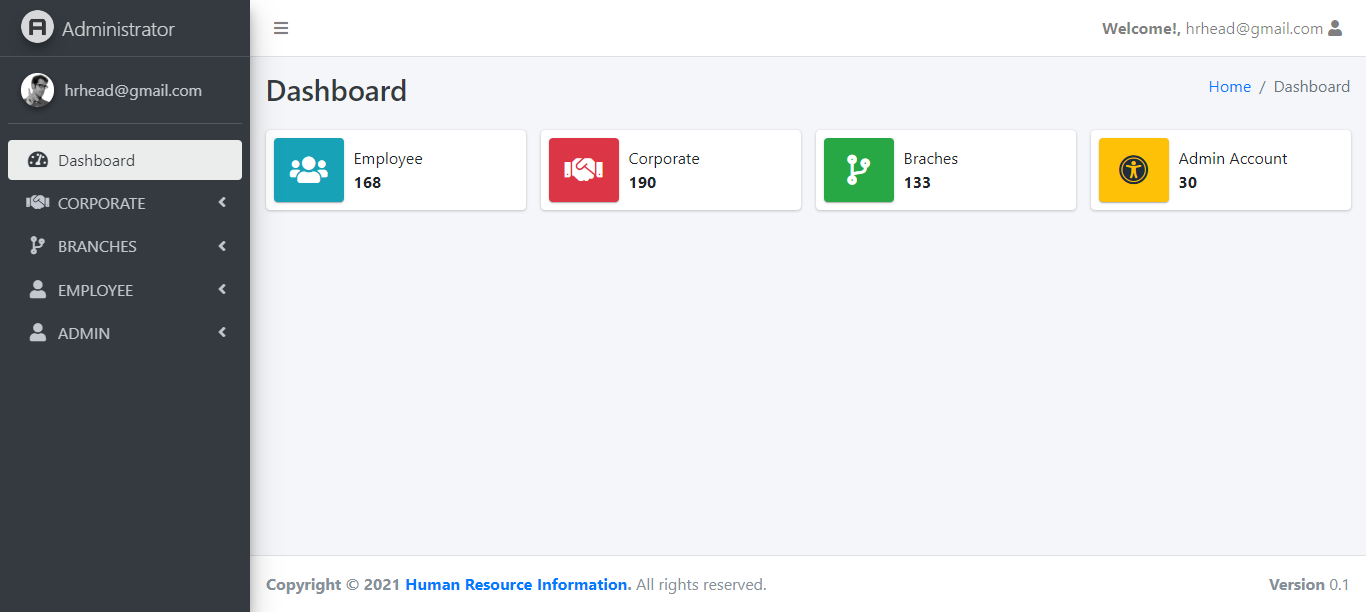 Administrator
hrhead@gmail.com
Dashboard
CORPORATE
BRANCHES
EMPLOYEE
ADMIN
Welcome!, hrhead@gmail.com
Dashboard
Home / Dashboard
Employee
168
Corporate
190
Braches
133
Admin Account
30
Copyright © 2021 Human Resource Information. All rights reserved.
Version 0.1